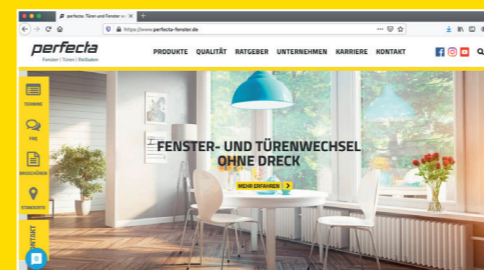 perfecta: Türen und Fenster
https://www.perfecta-fenster.de
perfecta
Fenster | Türen | Rollladen
PRODUKTE QUALITÄT RATGEBER UNTERNEHMEN KARRIERE KONTAKT
TERMINE
FAQ
BROSCHÜREN
STANDORTE
KONTAKT
FENSTER- UND TÜRENWECHSEL
OHNE DRECK
MEHR ERFAHREN